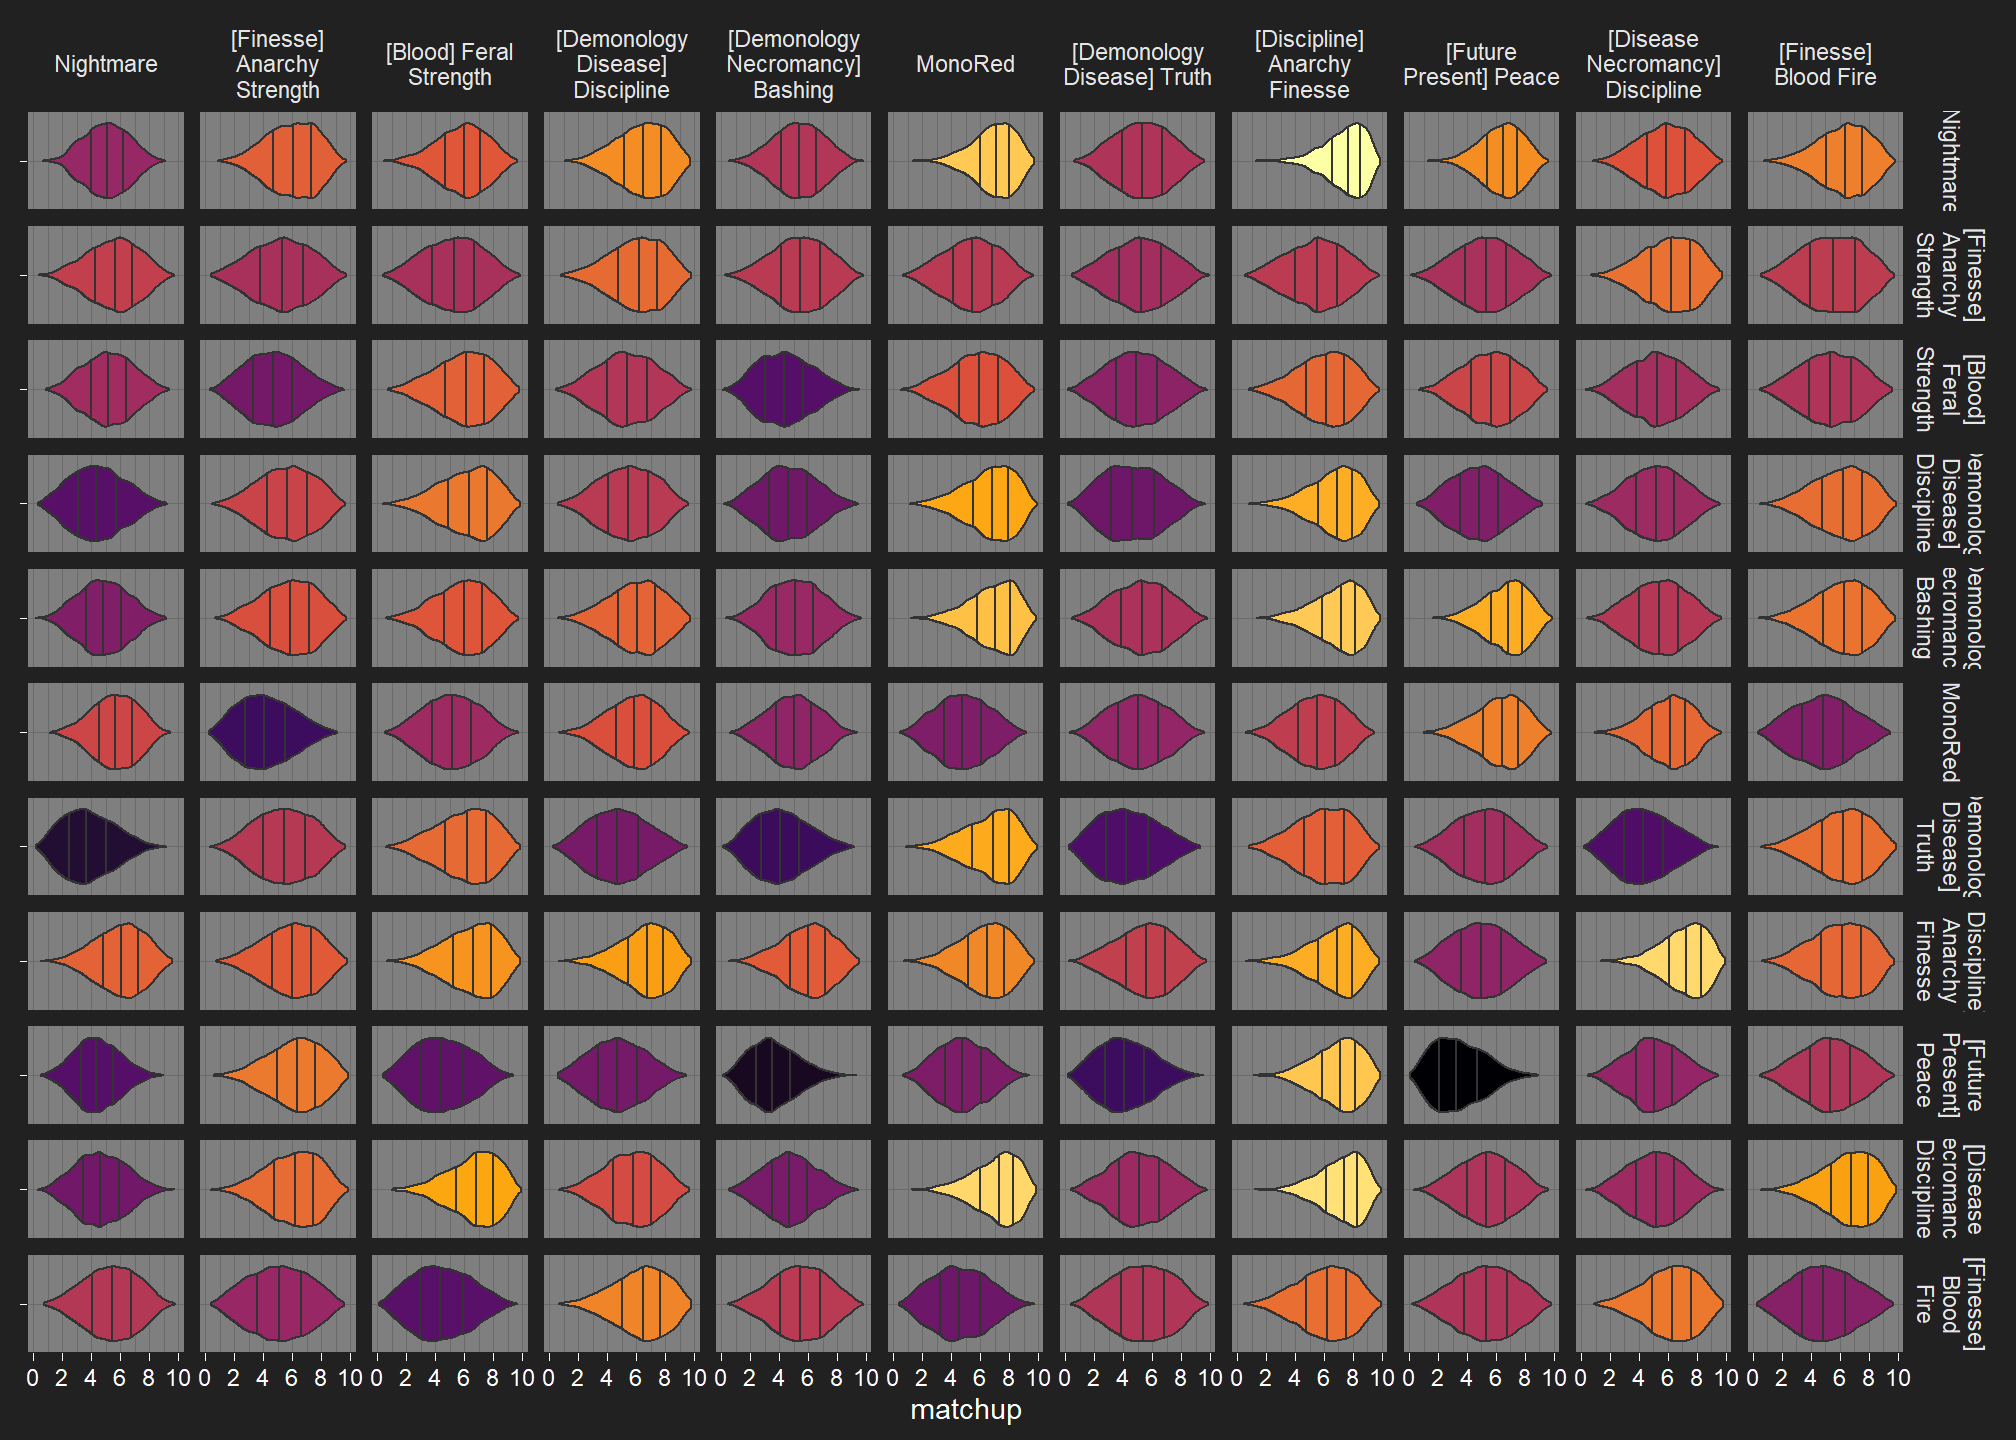 Nightmare
[Finesse]
Anarchy
Strength
[Blood] Feral
Strength
[Demonology
Disease]
Discipline
[Demonology
Necromancy]
Bashing
MonoRed
[Demonology
Disease] Truth
[Discipline]
Anarchy
Finesse
[Future
Present] Peace
[Disease
Necromancy]
Discipline
[Finesse]
Blood Fire
Nightmare
[Finesse]
Anarchy
Strength
[Blood]
Feral
Strength
Disease]
Discipline
ecromanc
Bashing
MonoRed
Disease]
Truth
Discipline
Anarchy
Finesse
[Future
Present]
Peace
[Disease
ecromanc
Discipline
[Finesse]
Blood
Fire
0 2 4 6 8 10 0 2 4 6 8 10 0 2 4 6 8 10 0 2 4 6 8 10 0 2 4 6 8 10 0 2 4 6 8 10 0 2 4 6 8 10 0 2 4 6 8 10 0 2 4 6 8 10 0 2 4 6 8 10 0 2 4 6 8 10
matchup